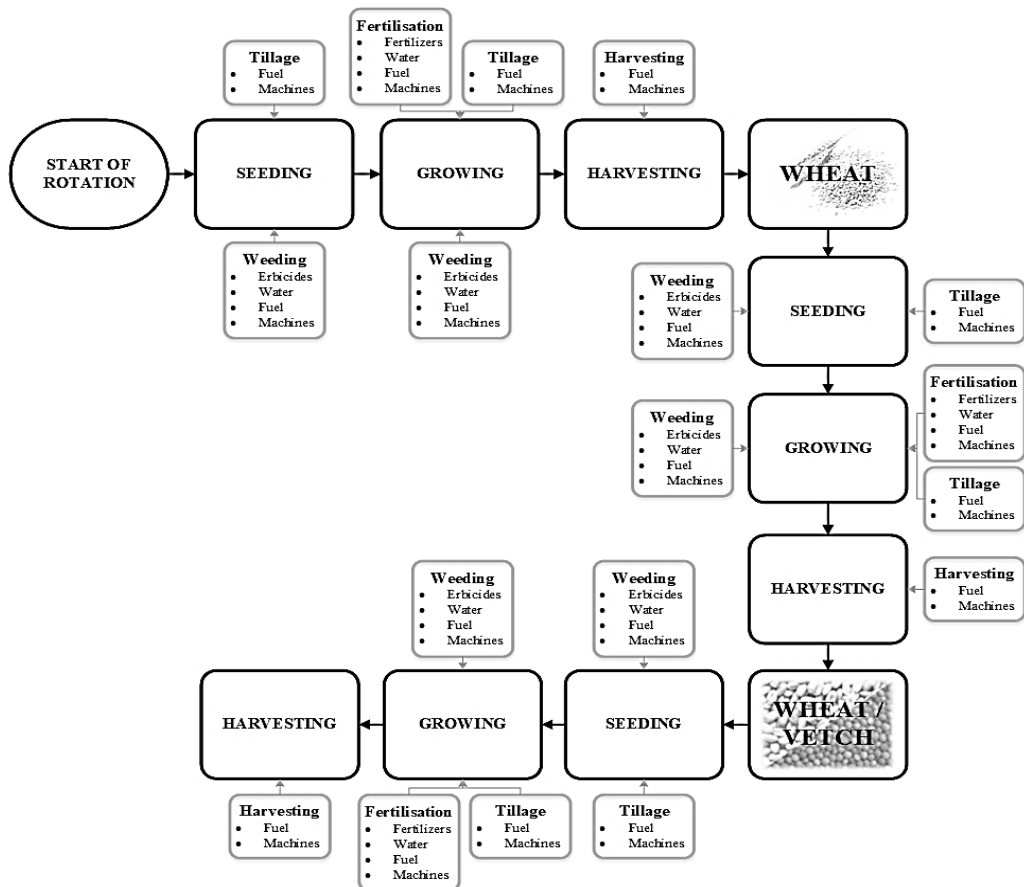 Fertilisation
• Fertilizers
• Water
• Fuel
• Machines
Tillage
• Fuel
• Machines
Tillage
• Fuel
• Machines
Harvesting
• Fuel
• Machines
START OF
ROTATION
SEEDING
GROWING
HARVESTING
WHEAT
Weeding
• Erbicides
• Water
• Fuel
• Machines
Weeding
• Erbicides
• Water
• Fuel
• Machines
Weeding
• Erbicides
• Water
• Fuel
• Machines
SEEDING
Tillage
• Fuel
• Machines
Weeding
• Erbicides
• Water
• Fuel
• Machines
GROWING
Fertilisation
• Fertilizers
• Water
• Fuel
• Machines
Tillage
• Fuel
• Machines
HARVESTING
Harvesting
• Fuel
• Machines
Weeding
• Erbicides
• Water
• Fuel
• Machines
Weeding
• Erbicides
• Water
• Fuel
• Machines
HARVESTING
GROWING
SEEDING
WHEAT /
VETCH
Harvesting
• Fuel
• Machines
Fertilisation
• Fertilizers
• Water
• Fuel
• Machines
Tillage
• Fuel
• Machines
Tillage
• Fuel
• Machines